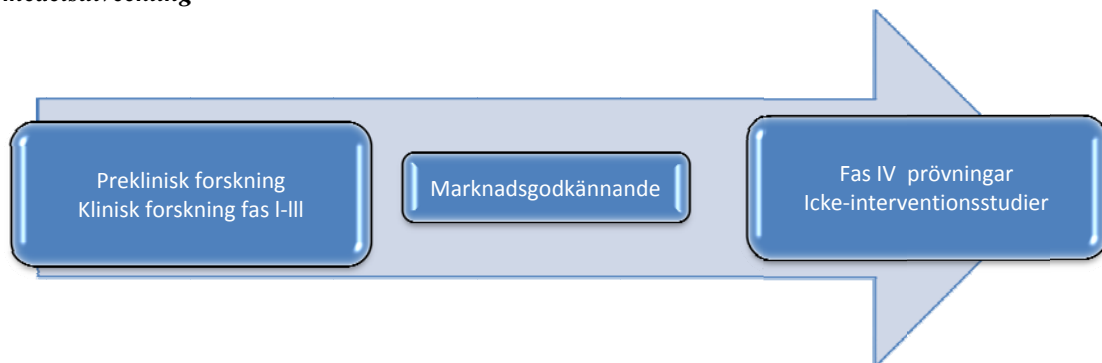 Preklinisk forskning
Klinisk forskning fas I-III
Marknadsgodkännande
Fas IV prövningar
Icke-interventionsstudier